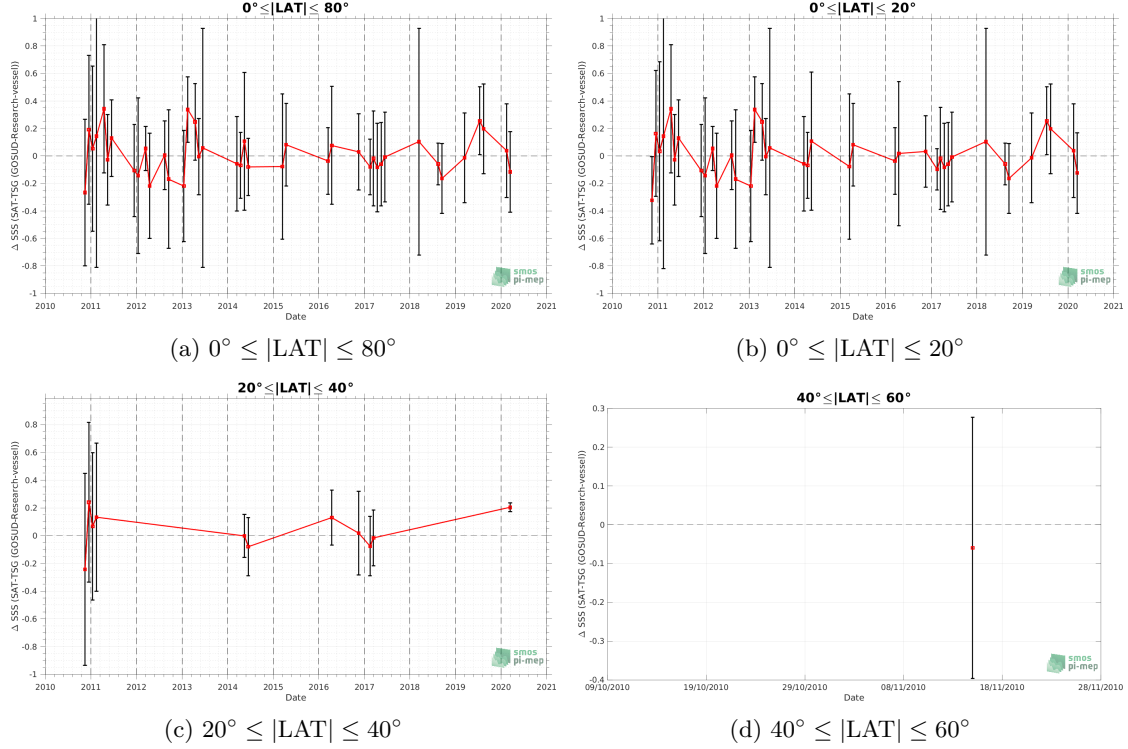 0°≤|LAT|≤ 80°
Δ SSS (SAT-TSG (GOSUD-Research-vessel))
1
0.8
0.6
0.4
0.2
0
-0.2
-0.4
-0.6
-0.8
-1
2010 2011 2012 2013 2014 2015 2016 2017 2018 2019 2020 2021
Date
smos
pi-mep
(a) 0° ≤ |LAT| ≤ 80°
0°≤|LAT|≤ 20°
Δ SSS (SAT-TSG (GOSUD-Research-vessel))
1
0.8
0.6
0.4
0.2
0
-0.2
-0.4
-0.6
-0.8
-1
2010 2011 2012 2013 2014 2015 2016 2017 2018 2019 2020 2021
Date
smos
pi-mep
(b) 0° ≤ |LAT| ≤ 20°
20°≤|LAT|≤ 40°
Δ SSS (SAT-TSG (GOSUD-Research-vessel))
0.8
0.6
0.4
0.2
0
-0.2
-0.4
-0.6
-0.8
-1
2010 2011 2012 2013 2014 2015 2016 2017 2018 2019 2020 2021
Date
smos
pi-mep
(c) 20° ≤ |LAT| ≤ 40°
40°≤|LAT|≤ 60°
Δ SSS (SAT-TSG (GOSUD-Research-vessel))
0.3
0.2
0.1
0
-0.1
-0.2
-0.3
-0.4
09/10/2010 19/10/2010 29/10/2010 08/11/2010 18/11/2010 28/11/2010
Date
smos
pi-mep
(d) 40° ≤ |LAT| ≤ 60°